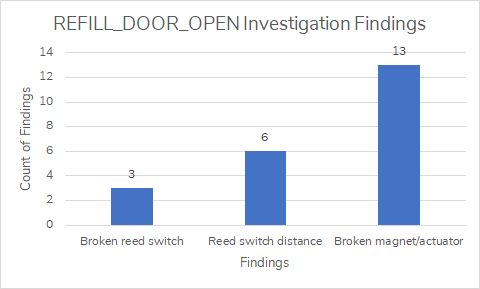 REFILL_DOOR_OPEN Investigation Findings
14
12
10
8
6
4
2
0
Count of Findings
3
6
13
Broken reed switch
Reed switch distance
Broken magnet/actuator
Findings